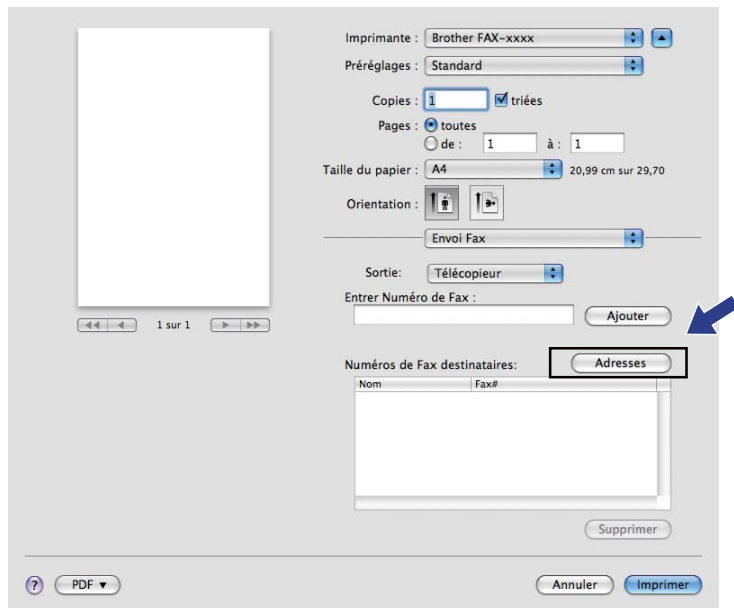 Imprimante : Brother FAX-xxxx
Préréglages : Standard
Copies : 1 triées
Pages : toutes
de : 1 à : 1
Taille du papier : A4 20,99 cm sur 29,70
Orientation :
Envoi Fax
Sortie: Télécopieur
Entrer Numéro de Fax :
Ajouter
1 sur 1
Numéros de Fax destinataires: Adresses
Nom Fax#
Supprimer
? PDF Annuler Imprimer